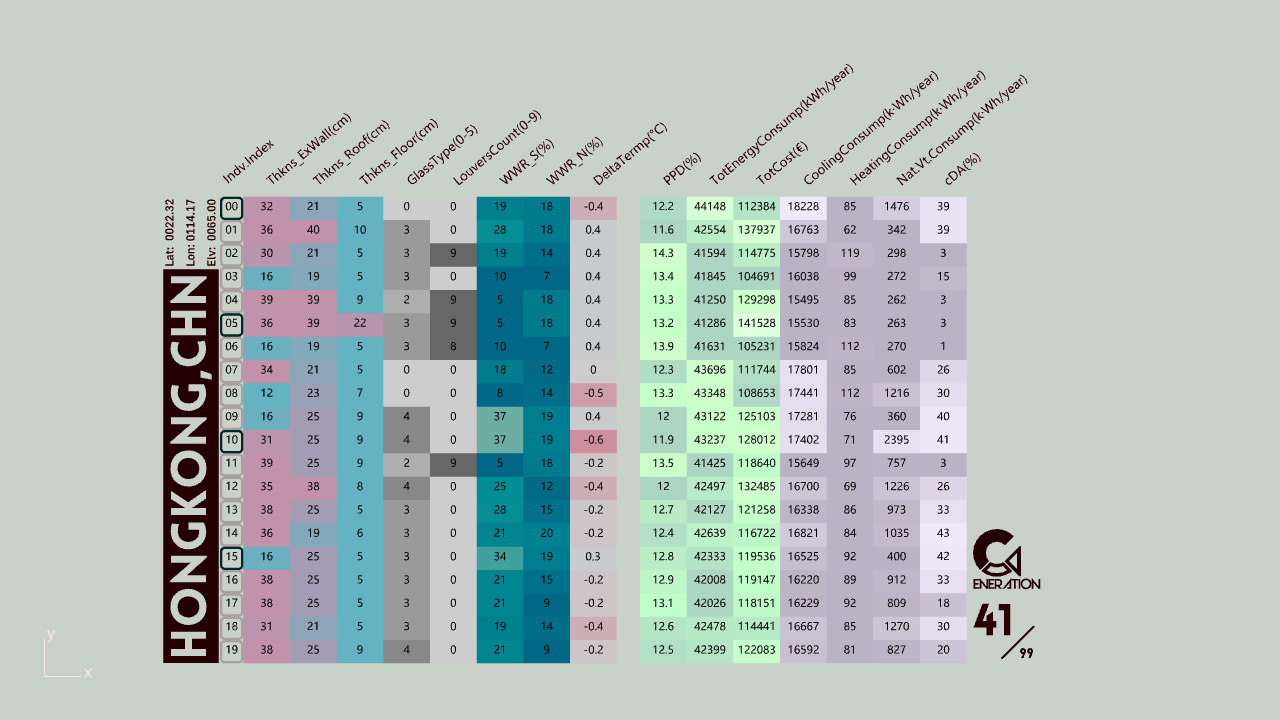 Indv.Index Thkns_ExWall(cm) Thkns_Roof(cm) Thkns_Floor(cm) GlassType(0-5) LouversCount(0-9) WWR_S(%) WWR_N(%) DeltaTermp(°C) PPD(%) TotEnergyConsump(kWh/year) TotCost(€) CoolingConsump(k·Wh/year) HeatingConsump(k·Wh/year) Nat.Vt.Consump(k·Wh/year) cDA(%)
Lat: 0022.32
Lon: 0114.17
Elv: 0065.00
HONGKONG,CHN
00 32 21 5 0 0 19 18 -0.4 12.2 44148 112384 18228 85 1476 39
01 36 40 10 3 0 28 18 0.4 11.6 42554 137937 16763 62 342 39
02 30 21 5 3 9 19 14 0.4 14.3 41594 114775 15798 119 298 3
03 16 19 5 3 0 10 7 0.4 13.4 41845 104691 16038 99 272 15
04 39 39 9 2 9 5 18 0.4 13.3 41250 129298 15495 85 262 3
05 36 39 22 3 9 5 18 0.4 13.2 41286 141528 15530 83 263 3
06 16 19 5 3 8 10 7 0.4 13.9 41631 105231 15824 112 270 1
07 34 21 5 0 0 18 12 0 12.3 43696 111744 17801 85 602 26
08 12 23 7 0 0 8 14 -0.5 13.3 43348 108653 17441 112 1216 30
09 16 25 9 4 0 37 19 0.4 12 43122 125103 17281 76 360 40
10 31 25 9 4 0 37 19 -0.6 11.9 43237 128012 17402 71 2395 41
11 39 25 9 2 9 5 18 -0.2 13.5 41425 118640 15649 97 757 3
12 35 38 8 4 0 25 12 -0.4 12 42497 132485 16700 69 1226 26
13 38 25 5 3 0 28 15 -0.2 12.7 42127 121258 16338 86 973 33
14 36 19 6 3 0 21 20 -0.2 12.4 42639 116722 16821 84 1035 43
15 16 25 5 3 0 34 19 0.3 12.8 42333 119536 16525 92 400 42
16 38 25 5 3 0 21 15 -0.2 12.9 42008 119147 16220 89 912 33
17 38 25 5 3 0 21 9 -0.2 13.1 42026 118151 16229 92 809 18
18 31 21 5 3 0 19 14 -0.4 12.6 42478 114441 16667 85 1270 30
19 38 25 9 4 0 21 9 -0.2 12.5 42399 122083 16592 81 827 20
GENERATION
41/99
y
x